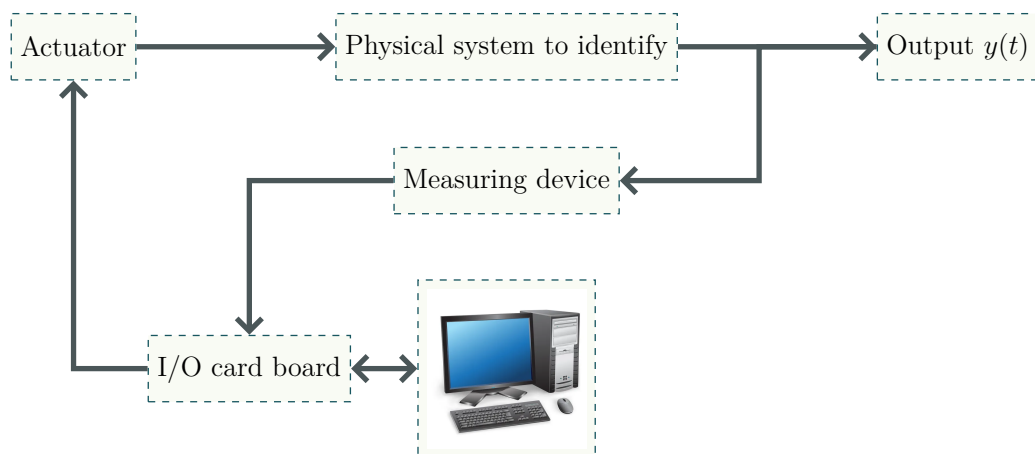 Actuator
Physical system to identify
Output y(t)
Measuring device
I/O card board